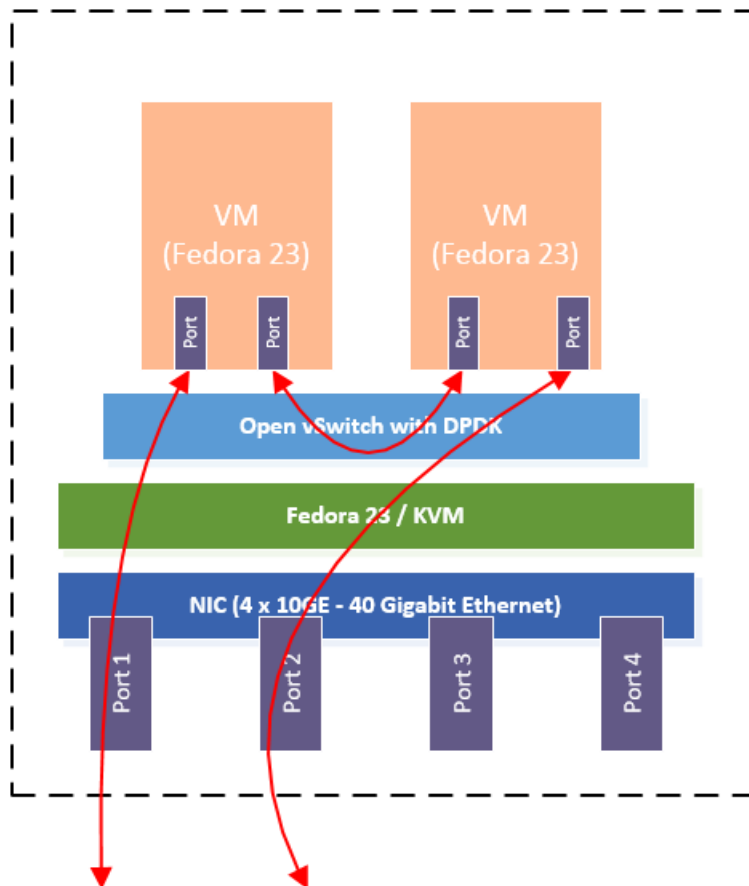 VM
(Fedora 23)
VM
(Fedora 23)
Port
Port
Port
Port
Open vSwitch with DPDK
Fedora 23 / KVM
NIC (4 x 10GE - 40 Gigabit Ethernet)
Port 1
Port 2
Port 3
Port 4